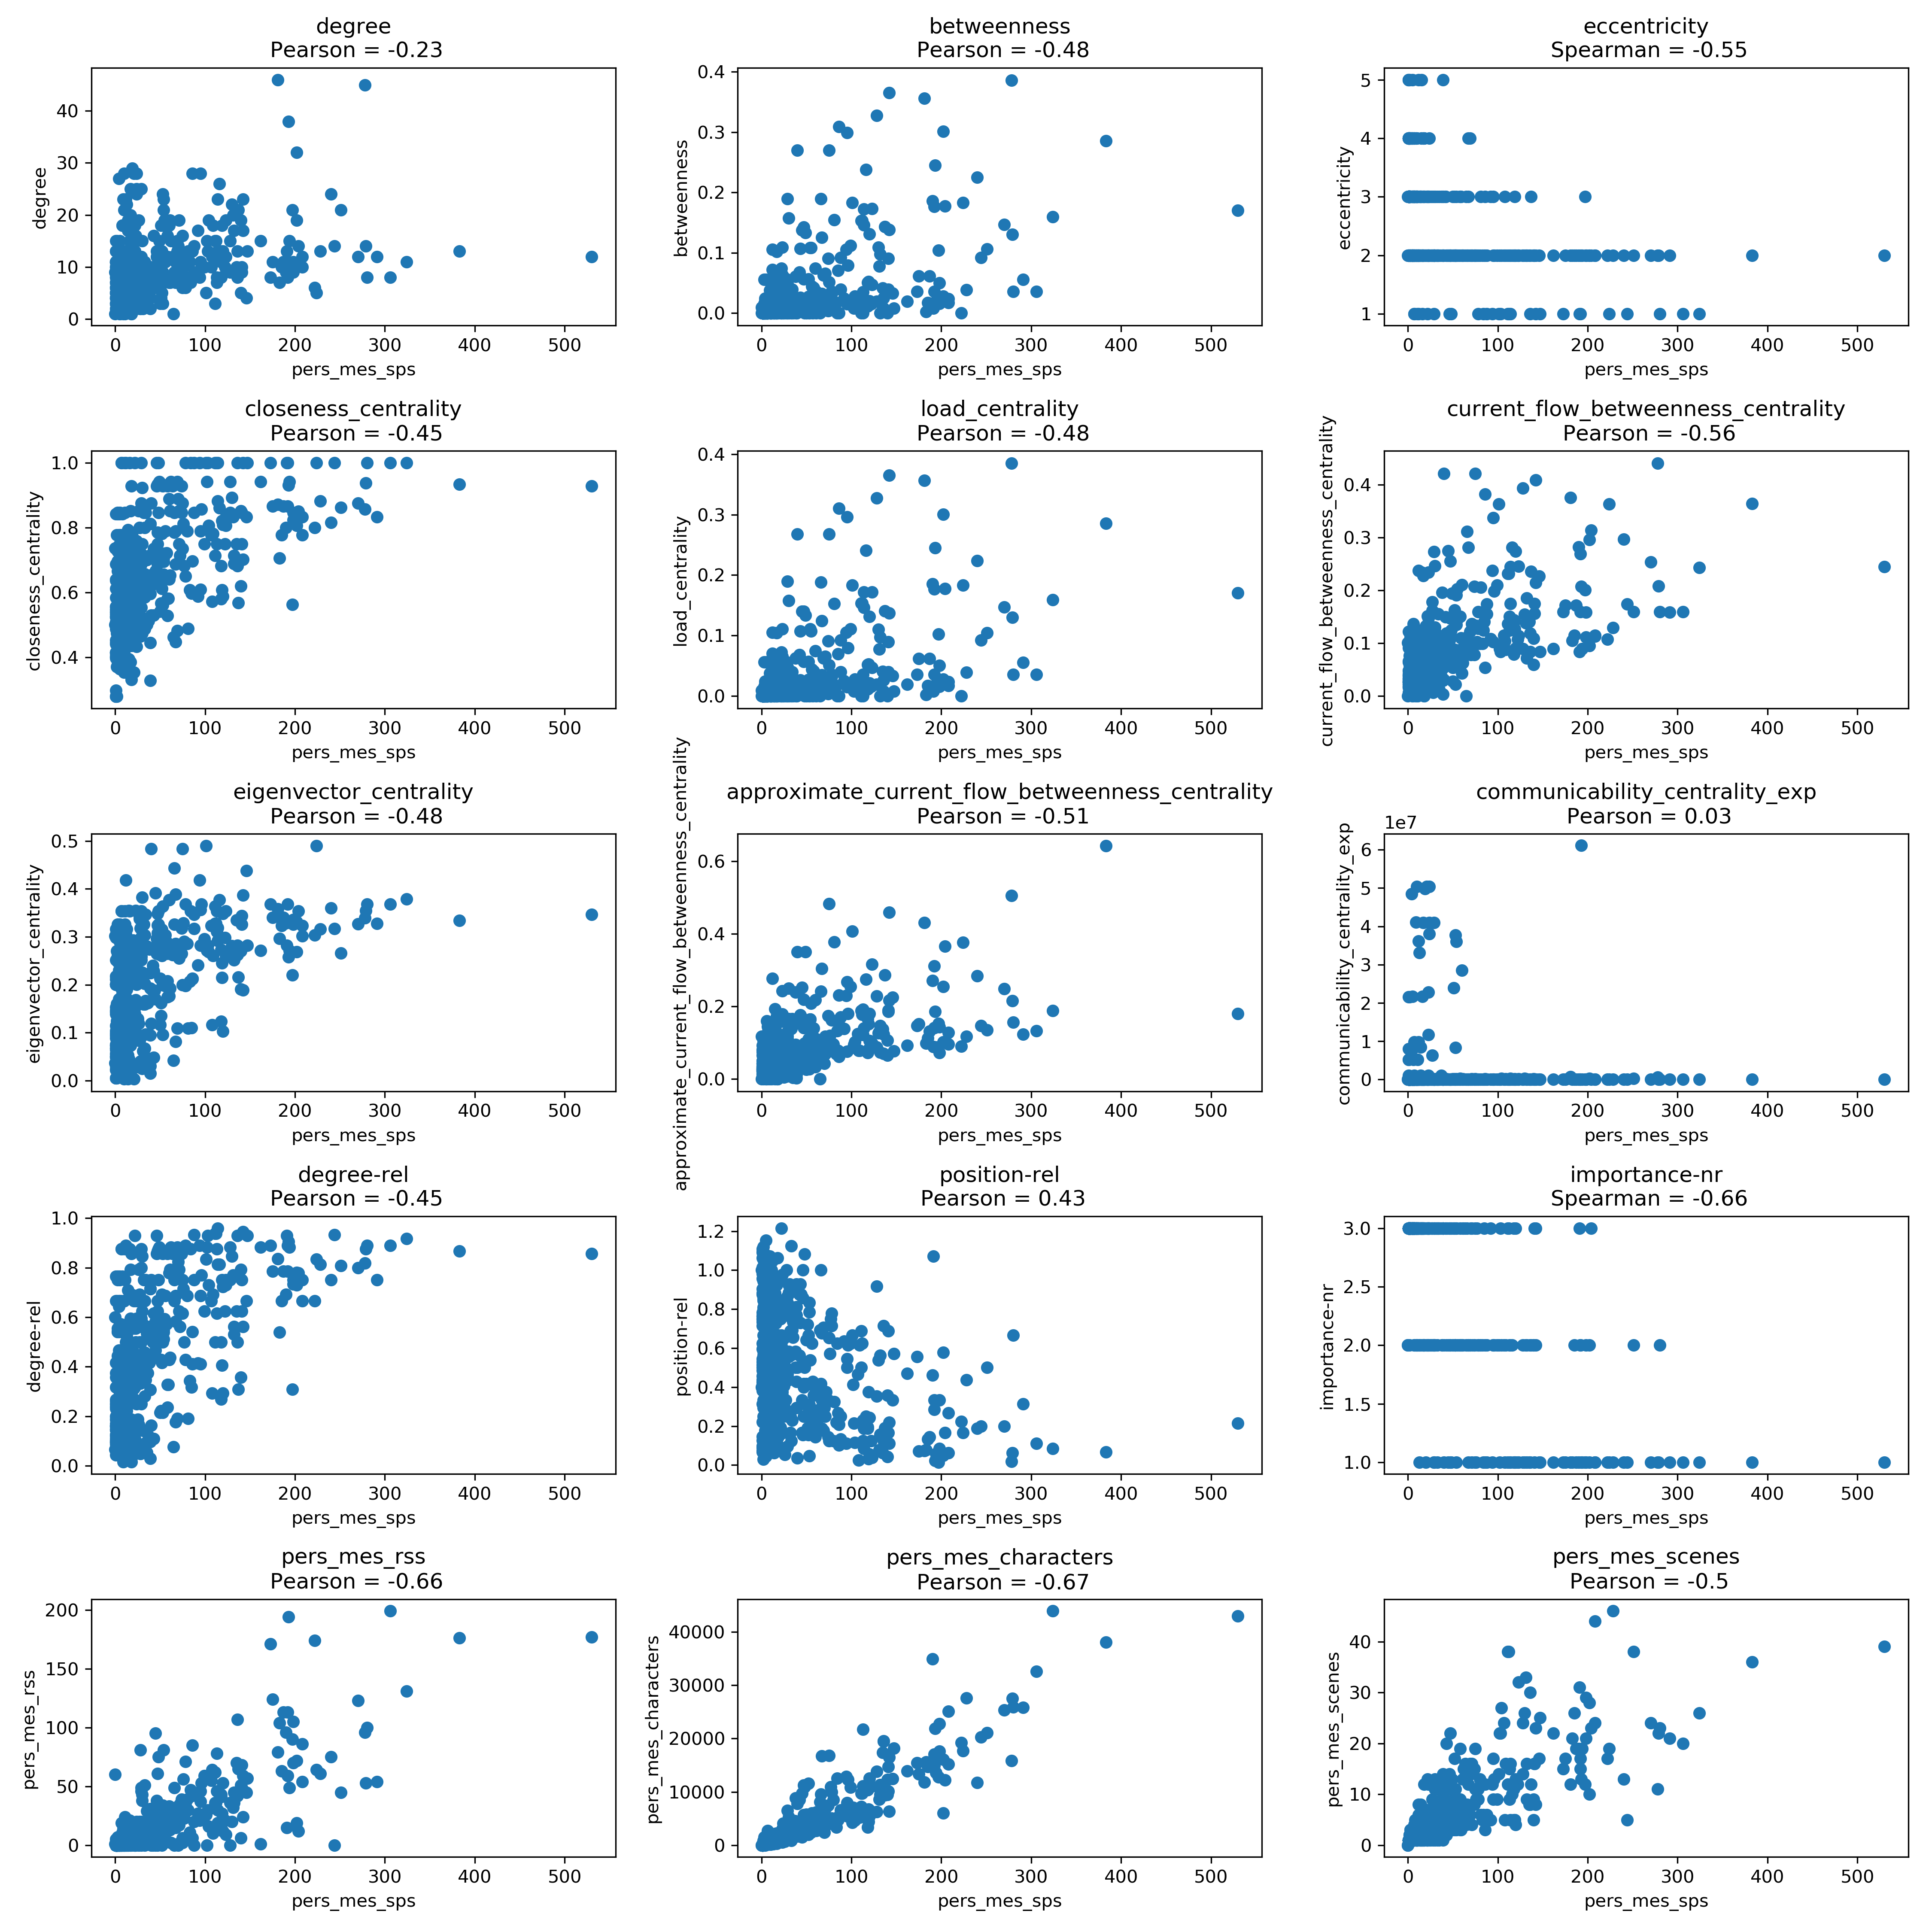 degree
Pearson = -0.23
degree
0
10
20
30
40
0 100 200 300 400 500
pers_mes_sps
betweenness
Pearson = -0.48
betweenness
0.0
0.1
0.2
0.3
0.4
0 100 200 300 400 500
pers_mes_sps
eccentricity
Spearman = -0.55
eccentricity
1
2
3
4
5
0 100 200 300 400 500
pers_mes_sps
closeness_centrality
Pearson = -0.45
closeness_centrality
0.4
0.6
0.8
1.0
0 100 200 300 400 500
pers_mes_sps
load_centrality
Pearson = -0.48
load_centrality
0.0
0.1
0.2
0.3
0.4
0 100 200 300 400 500
pers_mes_sps
current_flow_betweenness_centrality
Pearson = -0.56
current_flow_betweenness_centrality
0.0
0.1
0.2
0.3
0.4
0 100 200 300 400 500
pers_mes_sps
eigenvector_centrality
Pearson = -0.48
eigenvector_centrality
0.0
0.1
0.2
0.3
0.4
0.5
0 100 200 300 400 500
pers_mes_sps
approximate_current_flow_betweenness_centrality
Pearson = -0.51
approximate_current_flow_betweenness_centrality
0.0
0.2
0.4
0.6
0 100 200 300 400 500
pers_mes_sps
communicability_centrality_exp
Pearson = 0.03
1e7
communicability_centrality_exp
0
1
2
3
4
5
6
0 100 200 300 400 500
pers_mes_sps
degree-rel
Pearson = -0.45
degree-rel
0.0
0.2
0.4
0.6
0.8
1.0
0 100 200 300 400 500
pers_mes_sps
position-rel
Pearson = 0.43
position-rel
0.0
0.2
0.4
0.6
0.8
1.0
1.2
0 100 200 300 400 500
pers_mes_sps
importance-nr
Spearman = -0.66
importance-nr
1.0
1.5
2.0
2.5
3.0
0 100 200 300 400 500
pers_mes_sps
pers_mes_rss
Pearson = -0.66
pers_mes_rss
0
50
100
150
200
0 100 200 300 400 500
pers_mes_sps
pers_mes_characters
Pearson = -0.67
pers_mes_characters
0
10000
20000
30000
40000
0 100 200 300 400 500
pers_mes_sps
pers_mes_scenes
Pearson = -0.5
pers_mes_scenes
0
10
20
30
40
0 100 200 300 400 500
pers_mes_sps